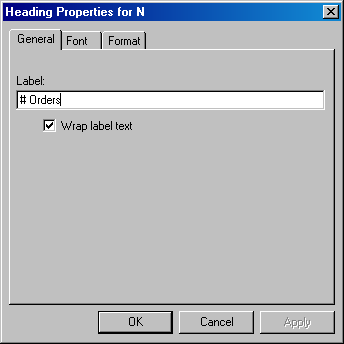 Heading Properties for N
General Font Format
Label:
# Orders
Wrap label text
OK Cancel Apply